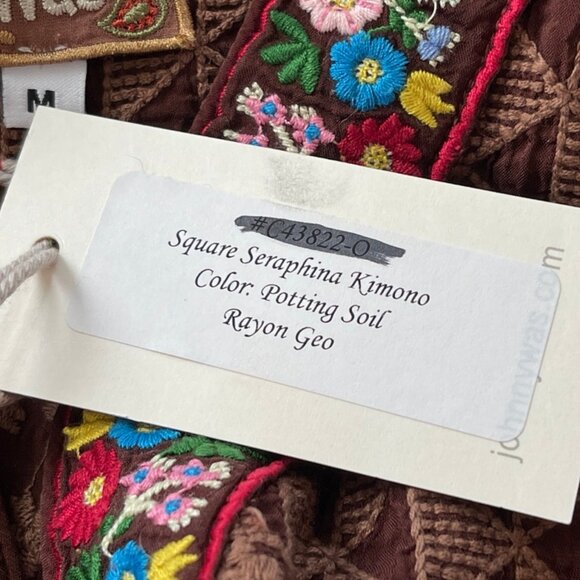 M
#C43822-O
Square Seraphina Kimono
Color: Potting Soil
Rayon Geo
johnnywas.com